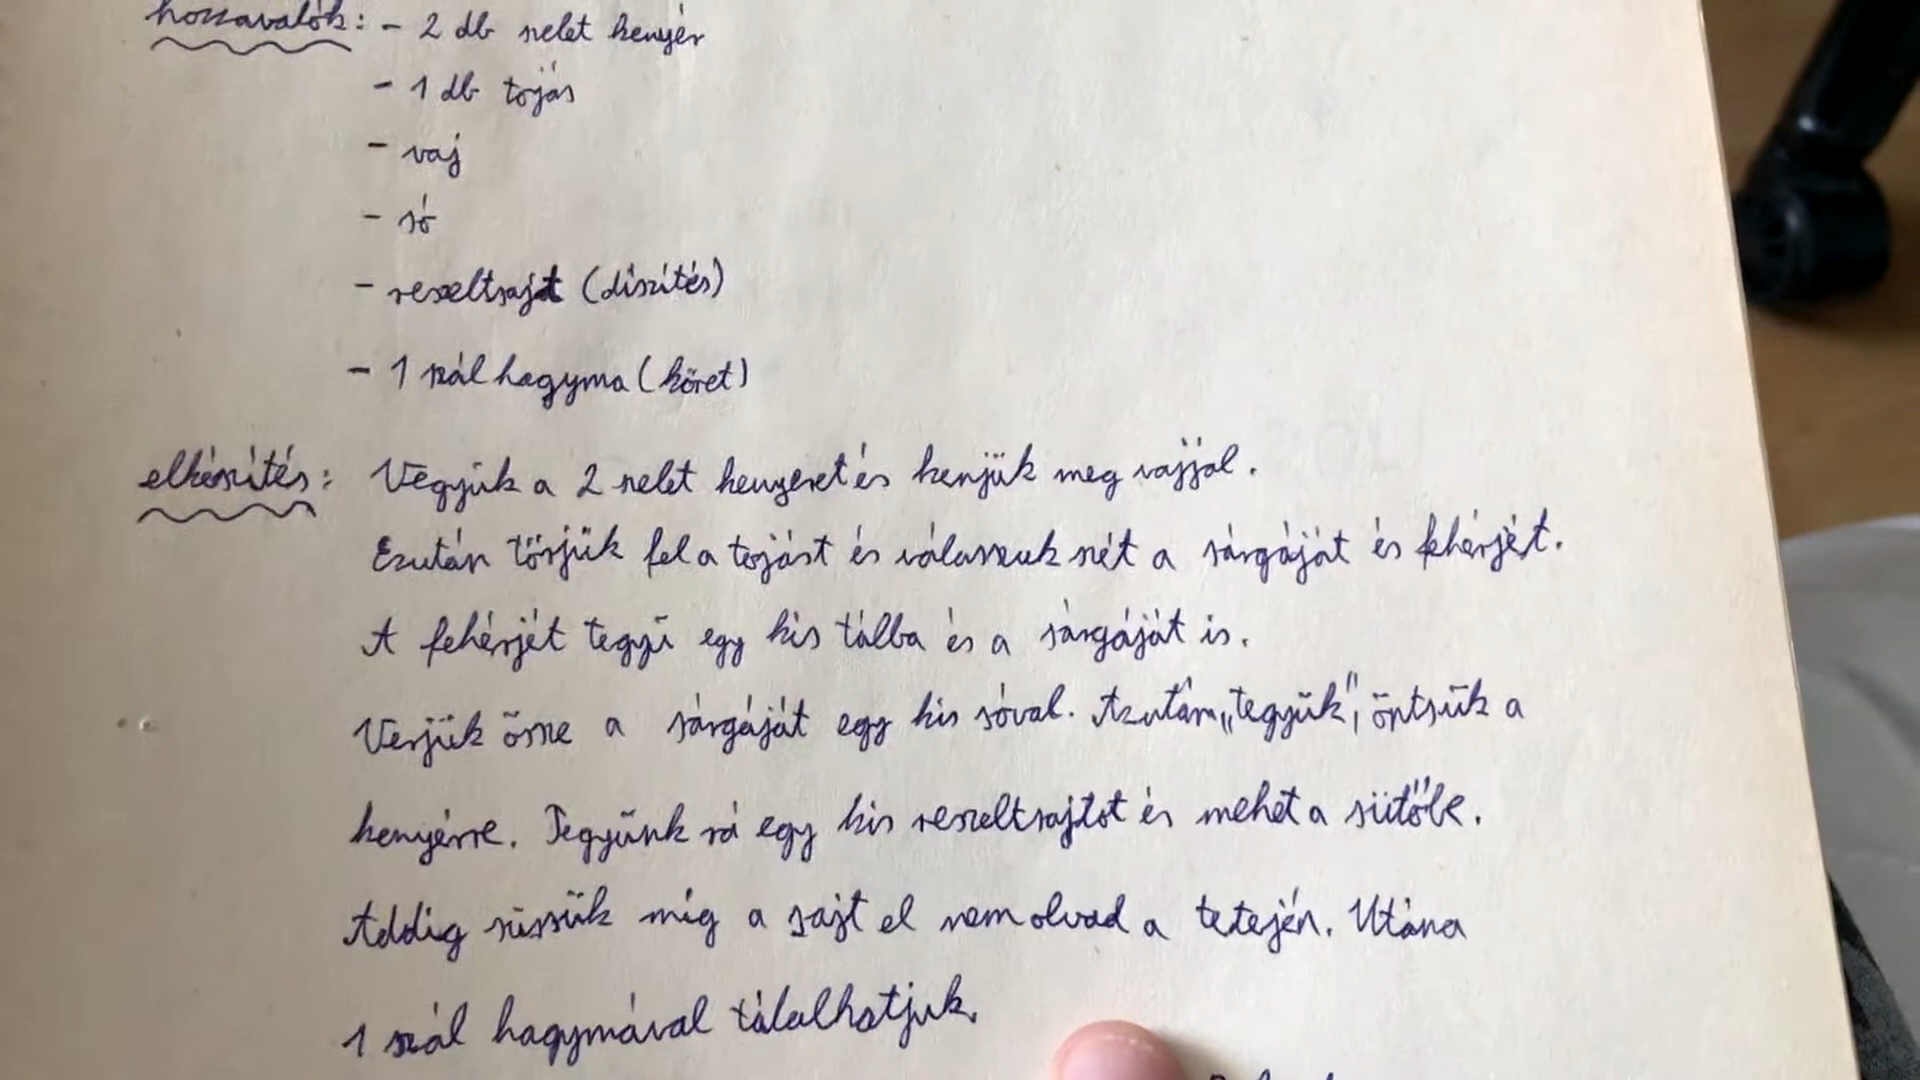 hozzávalók: - 2 db szelet kenyér
- 1 db tojás
- vaj
- só
- reszeltsajt (díszítés)
- 1 szál hagyma (köret)
elkészítés: Vegyük a 2 szelet kenyeret és kenjük meg vajjal.
Ezután törjük fel a tojást és válasszuk szét a sárgáját és fehérjét.
A fehérjét tegyü egy kis tálba és a sárgáját is.
Verjük össze a sárgáját egy kis sóval. Azután „tegyük", öntsük a
kenyérre. Tegyünk rá egy kis reszeltsajtot és mehet a sütőbe.
Addig süssük míg a sajt el nem olvad a tetején. Utána
1 szál hagymával tálalhatjuk.